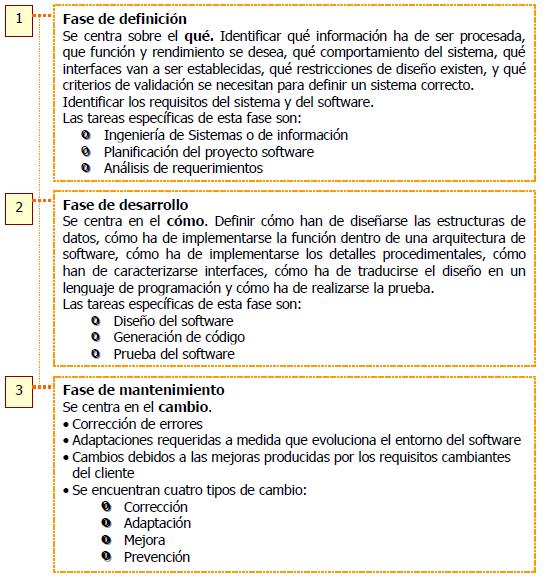 1
Fase de definición
Se centra sobre el qué. Identificar qué información ha de ser procesada,
que función y rendimiento se desea, qué comportamiento del sistema, qué
interfaces van a ser establecidas, qué restricciones de diseño existen, y qué
criterios de validación se necesitan para definir un sistema correcto.
Identificar los requisitos del sistema y del software.
Las tareas específicas de esta fase son:
Ingeniería de Sistemas o de información
Planificación del proyecto software
Análisis de requerimientos
2
Fase de desarrollo
Se centra en el cómo. Definir cómo han de diseñarse las estructuras de
datos, cómo ha de implementarse la función dentro de una arquitectura de
software, cómo ha de implementarse los detalles procedimentales, cómo
han de caracterizarse interfaces, cómo ha de traducirse el diseño en un
lenguaje de programación y cómo ha de realizarse la prueba.
Las tareas específicas de esta fase son:
Diseño del software
Generación de código
Prueba del software
3
Fase de mantenimiento
Se centra en el cambio.
• Corrección de errores
• Adaptaciones requeridas a medida que evoluciona el entorno del software
• Cambios debidos a las mejoras producidas por los requisitos cambiantes
del cliente
• Se encuentran cuatro tipos de cambio:
Corrección
Adaptación
Mejora
Prevención